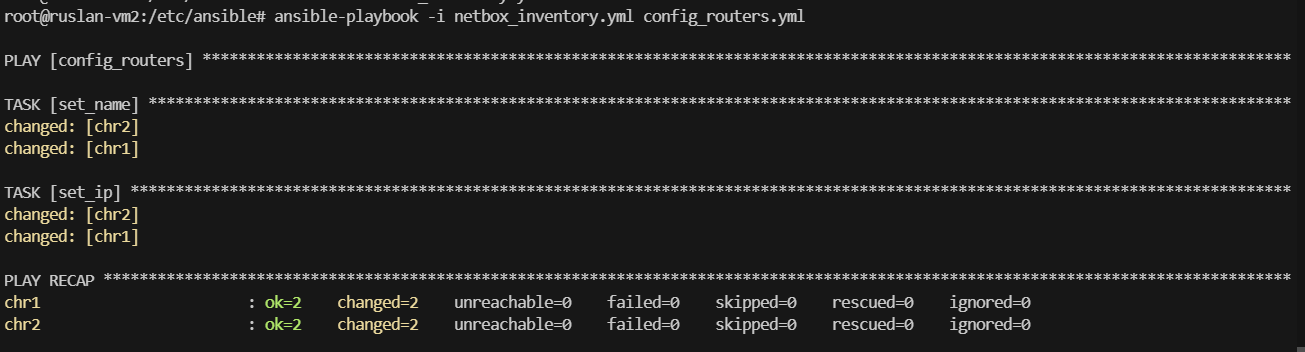 root@ruslan-vm2:/etc/ansible# ansible-playbook -i netbox_inventory.yml config_routers.yml
PLAY [config_routers] *************************************************************************************************************************
TASK [set_name] *******************************************************************************************************************************
changed: [chr2]
changed: [chr1]
TASK [set_ip] *********************************************************************************************************************************
changed: [chr2]
changed: [chr1]
PLAY RECAP ************************************************************************************************************************************
chr1 : ok=2 changed=2 unreachable=0 failed=0 skipped=0 rescued=0 ignored=0
chr2 : ok=2 changed=2 unreachable=0 failed=0 skipped=0 rescued=0 ignored=0